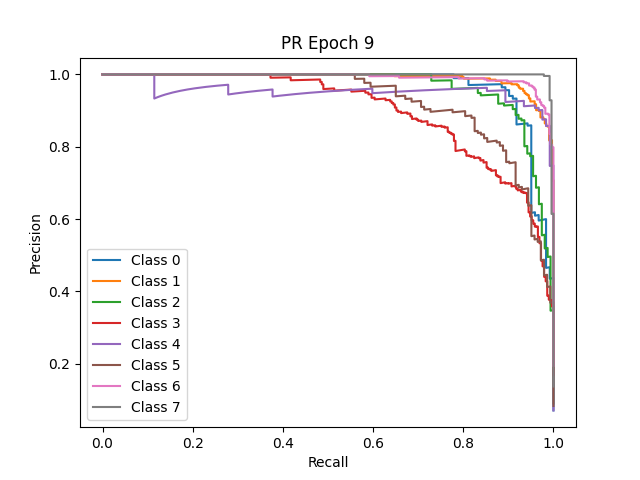 PR Epoch 9
Precision
1.0
0.8
0.6
0.4
0.2
Class 0
Class 1
Class 2
Class 3
Class 4
Class 5
Class 6
Class 7
0.0 0.2 0.4 0.6 0.8 1.0
Recall